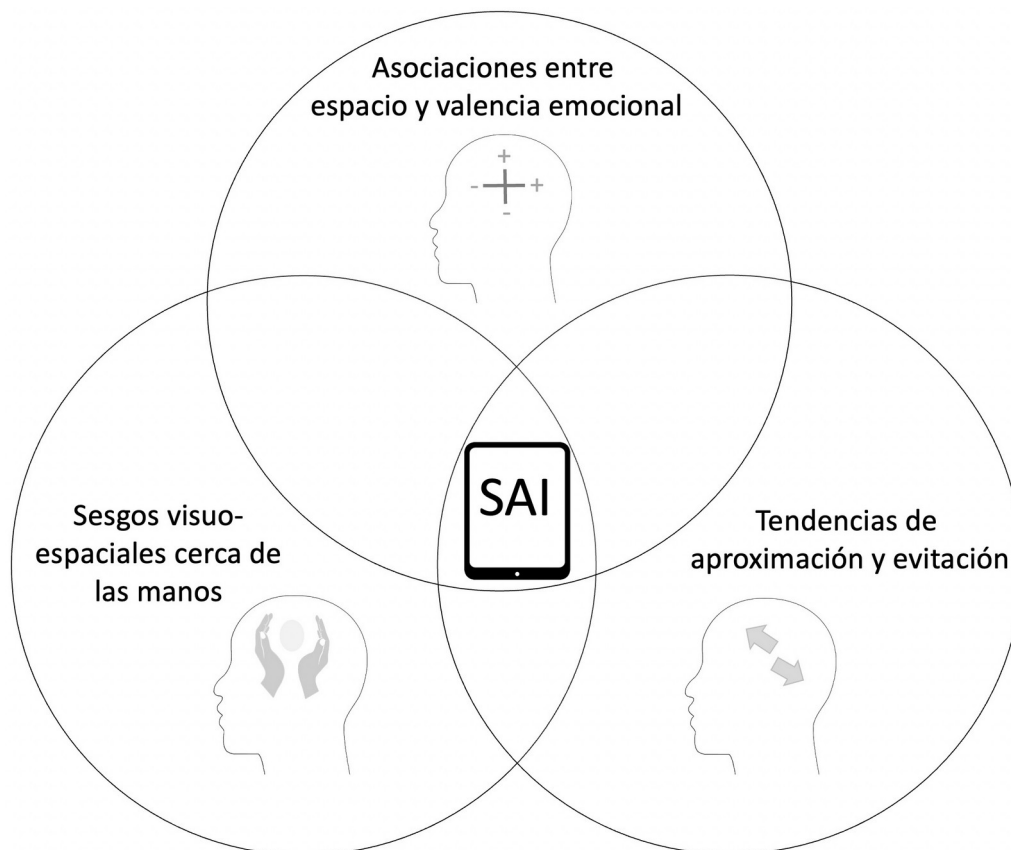 Asociaciones entre
espacio y valencia emocional
+
- +
-
SAI
Sesgos visuo-
espaciales cerca de
las manos
Tendencias de
aproximación y evitación